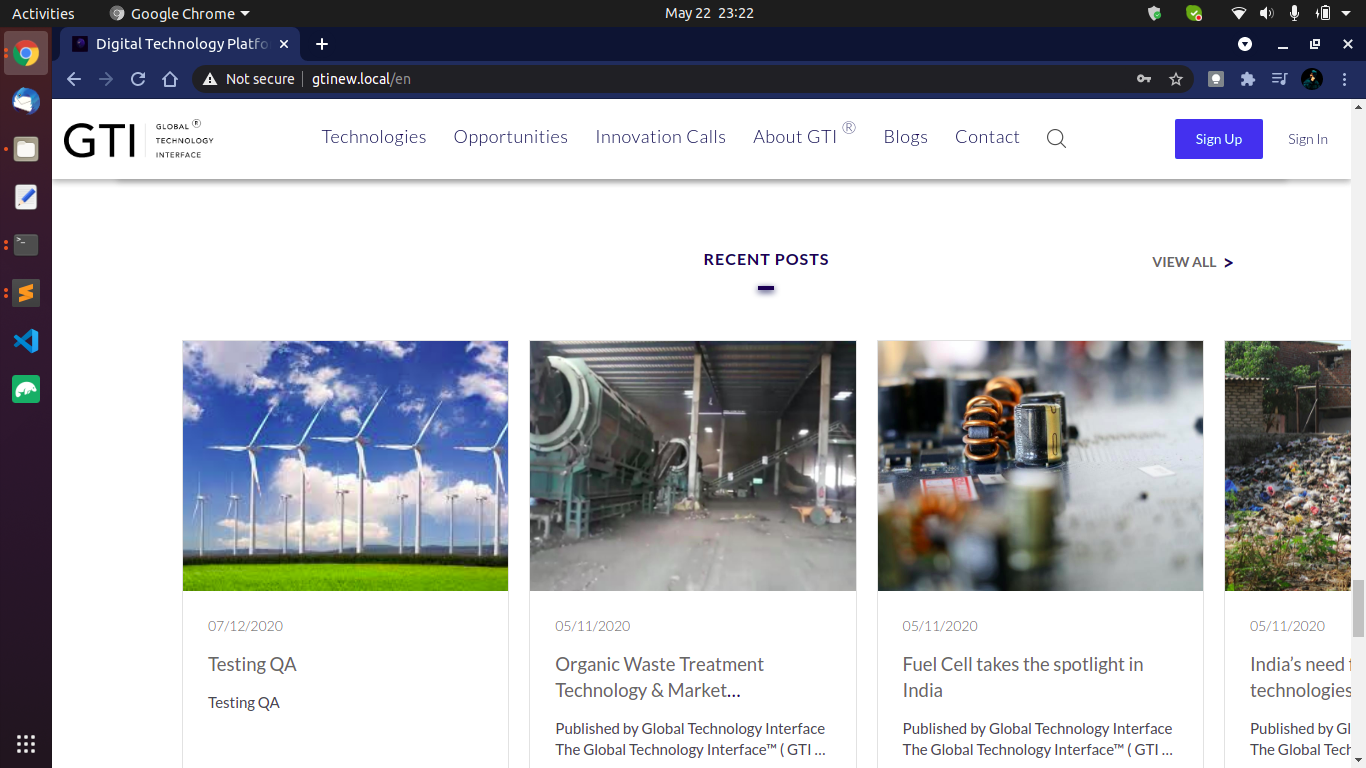 Activities
Google Chrome
May 22 23:22
Digital Technology Platfo
Not secure
gtinew.local/en
GTI
GLOBAL ®
TECHNOLOGY
INTERFACE
Technologies
Opportunities
Innovation Calls
About GTI ®
Blogs
Contact
Sign Up
Sign In
RECENT POSTS
VIEW ALL >
07/12/2020
Testing QA
Testing QA
05/11/2020
Organic Waste Treatment
Technology & Market...
Published by Global Technology Interface
The Global Technology Interface™ ( GTI ...
05/11/2020
Fuel Cell takes the spotlight in
India
Published by Global Technology Interface
The Global Technology Interface™ ( GTI ...
05/11/2020
India's need f
technologies
Published by Gl
The Global Tech